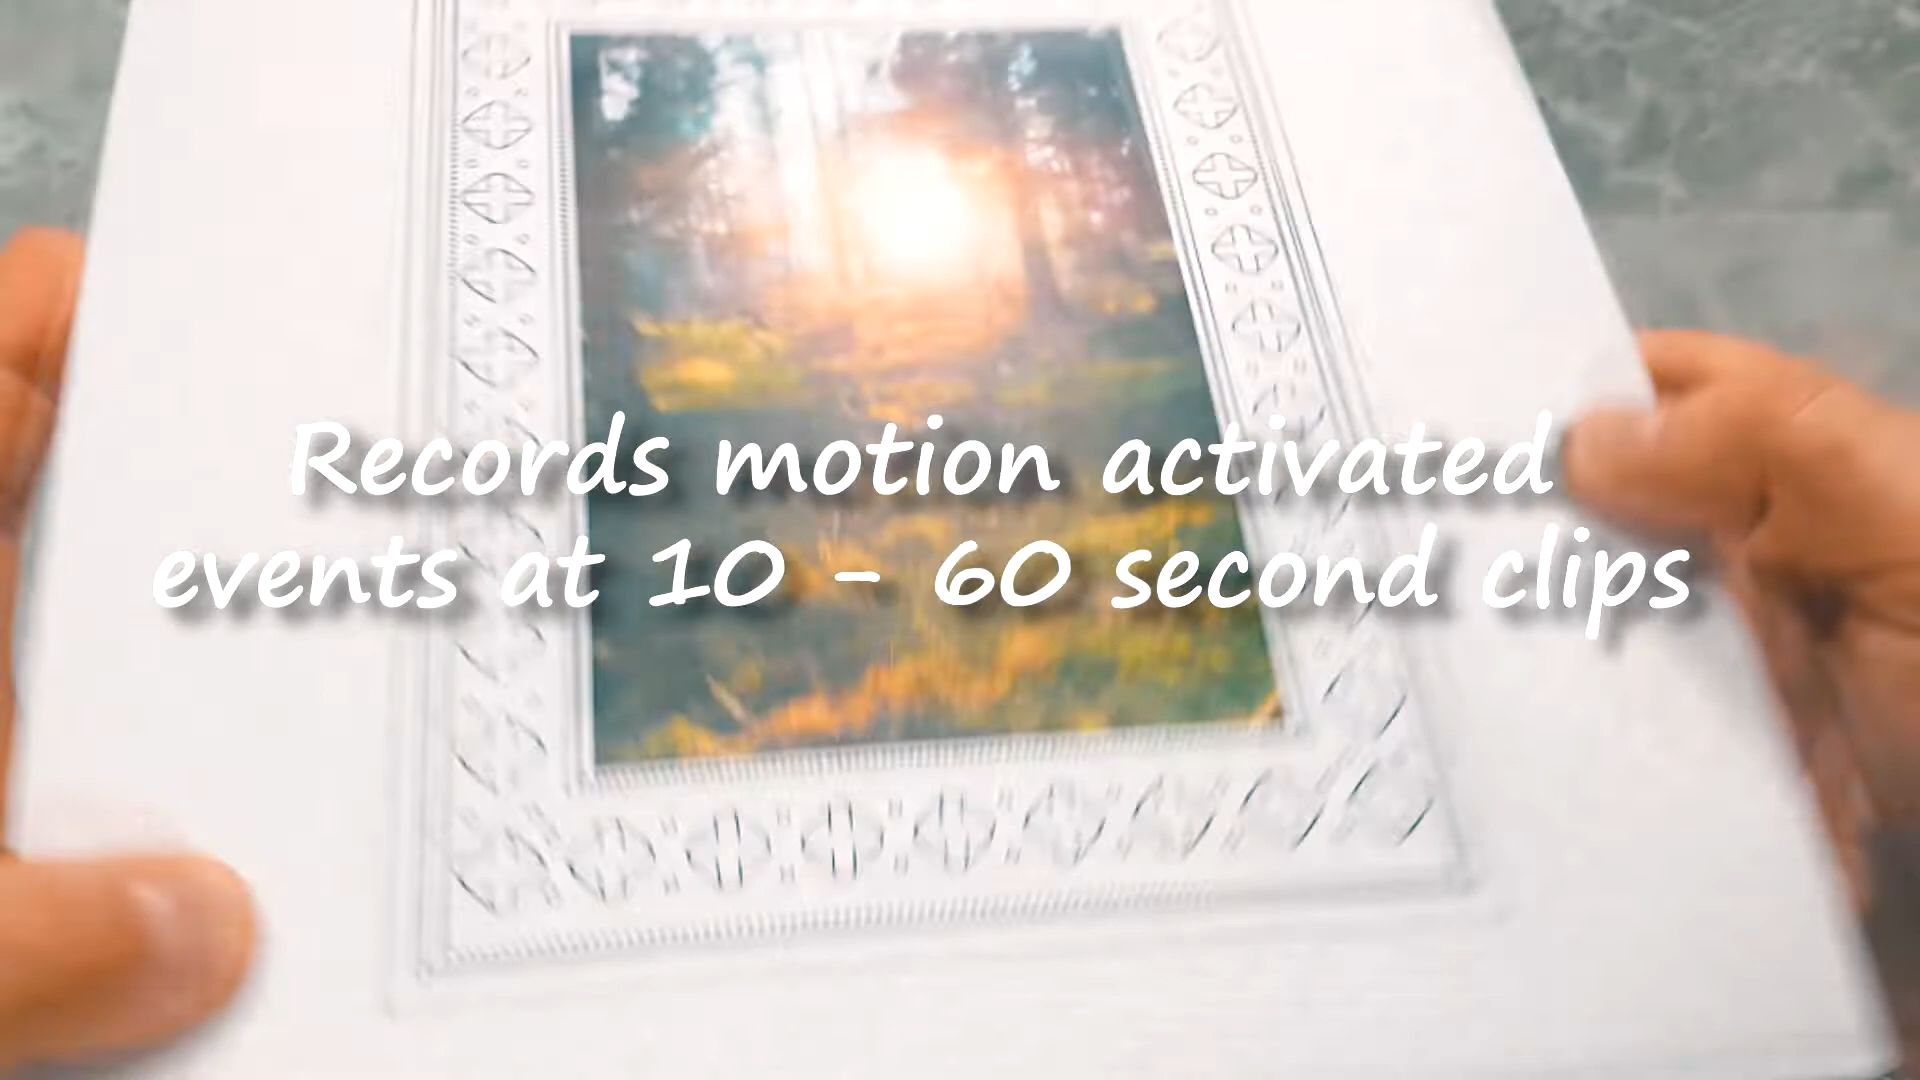 Records motion activated
events at 10 - 60 second clips